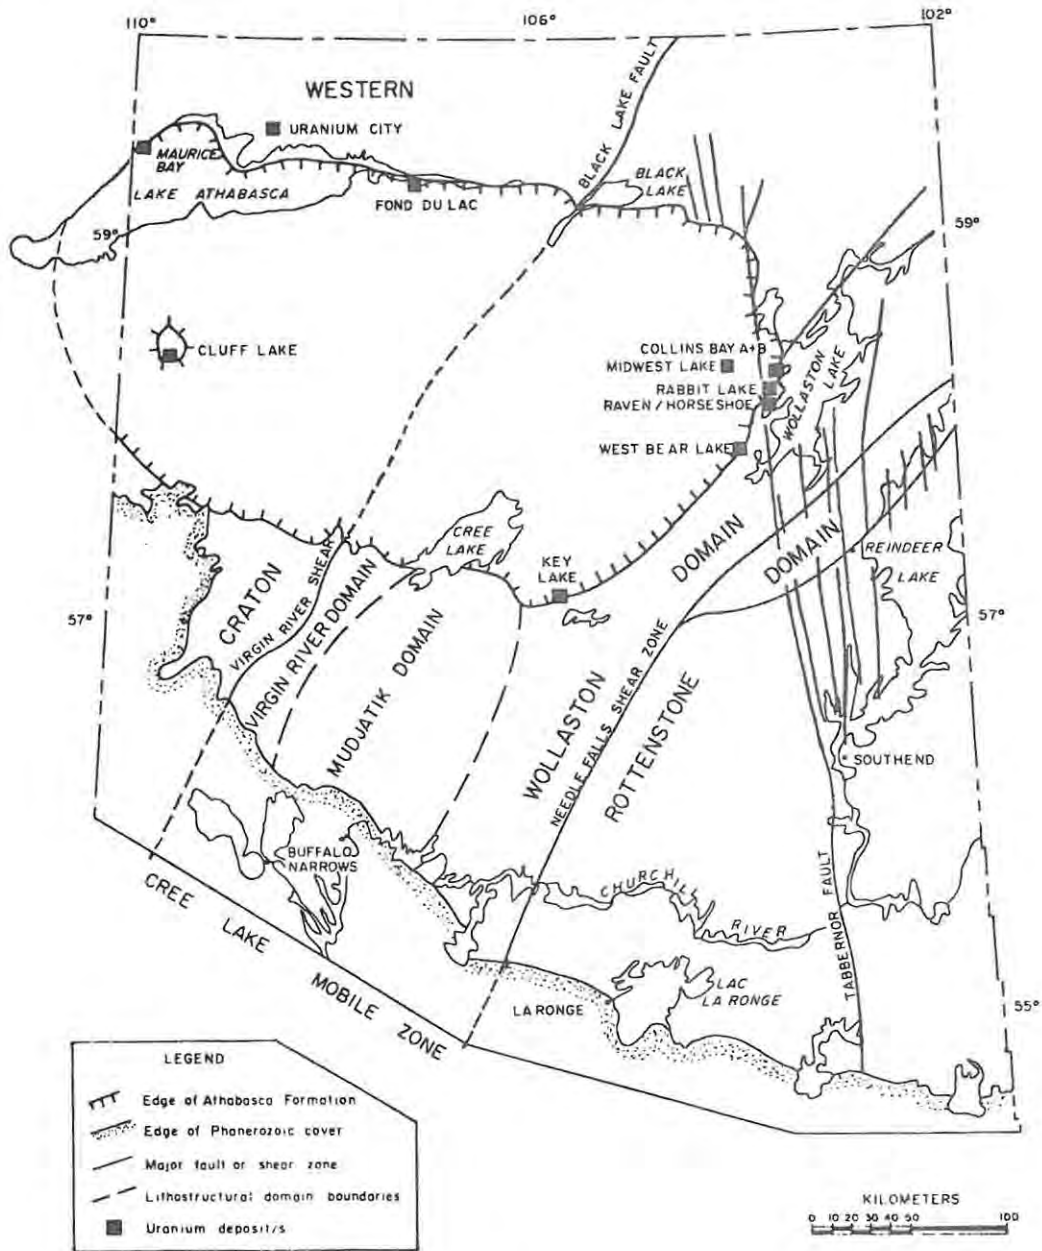 110°
106°
102°
WESTERN
BLACK LAKE FAULT
URANIUM CITY
MAURICE
BAY
LAKE ATHABASCA
FOND DU LAC
BLACK
LAKE
59°
59°
CLUFF LAKE
COLLINS BAY A+B
MIDWEST LAKE
RABBIT LAKE
RAVEN / HORSESHOE
WOLLASTON
LAKE
WEST BEAR LAKE
CREE
LAKE
KEY
LAKE
DOMAIN
DOMAIN
REINDEER
LAKE
57°
57°
CRATON
VIRGIN RIVER SHEAR
VIRGIN RIVER DOMAIN
MUDJATIK DOMAIN
WOLLASTON
NEEDLE FALLS SHEAR ZONE
ROTTENSTONE
SOUTHEND
BUFFALO
NARROWS
CHURCHILL
RIVER
TABBERNOR FAULT
CREE LAKE MOBILE ZONE
LA RONGE
LAC
LA RONGE
55°
LEGEND
Edge of Athabasca Formation
Edge of Phanerozoic cover
Major fault or shear zone
Lithostructural domain boundaries
Uranium deposit/s
KILOMETERS
0 10 20 30 40 50 100